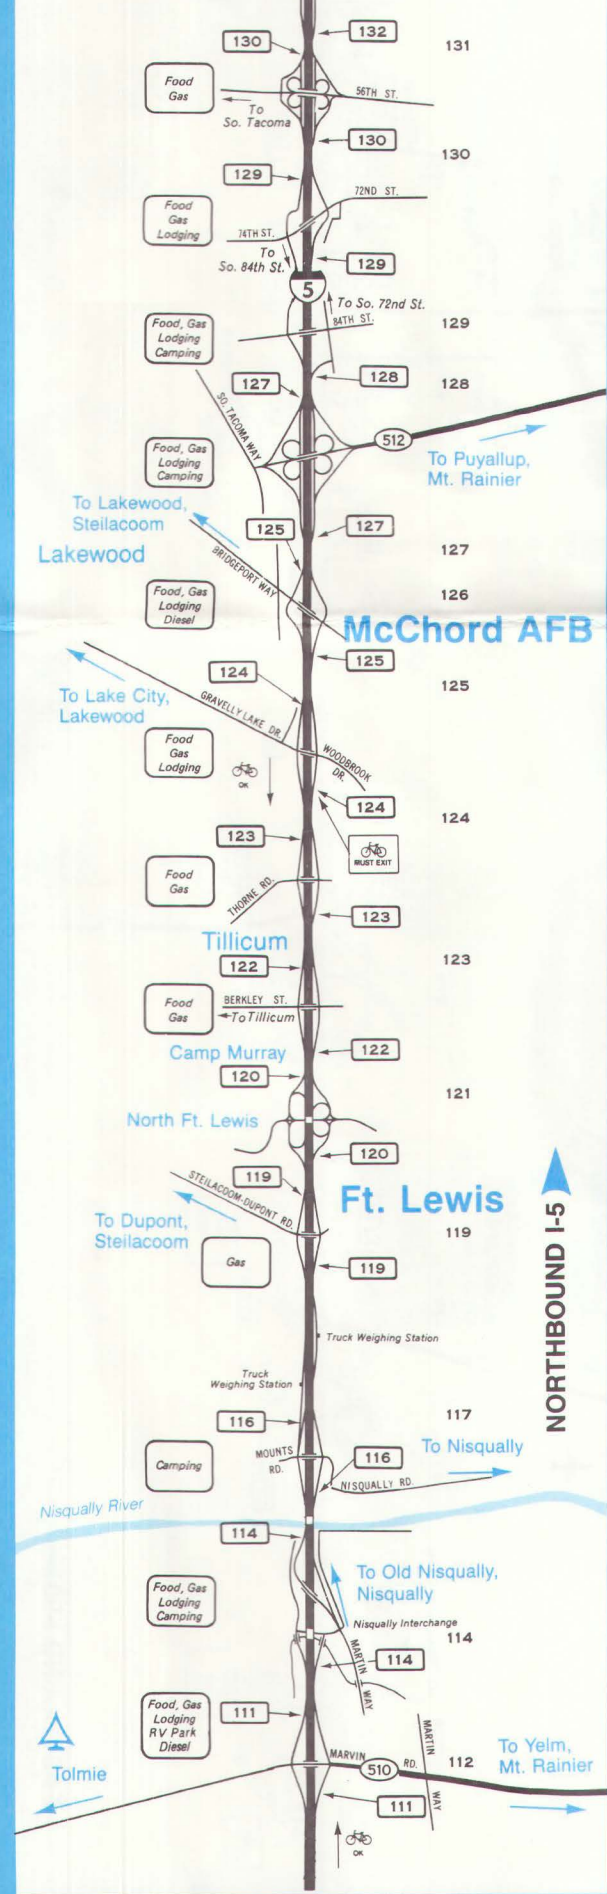 132
130
131
Food
Gas
56TH ST.
To
So. Tacoma
130
130
129
72ND ST.
Food
Gas
Lodging
74TH ST.
To
So. 84th St.
129
5
To So. 72nd St.
84TH ST.
129
Food, Gas
Lodging
Camping
127
128
128
SO. TACOMA WAY
512
Food, Gas
Lodging
Camping
To Puyallup,
Mt. Rainier
To Lakewood,
Steilacoom
125
127
Lakewood
127
BRIDGEPORT WAY
Food, Gas
Lodging
Diesel
126
McChord AFB
125
124
125
To Lake City,
Lakewood
GRAVELLY LAKE DR.
Food
Gas
Lodging
WOODBROOK
DR.
OK
124
124
123
MUST EXIT
Food
Gas
THORNE RD.
123
Tillicum
123
122
Food
Gas
BERKLEY ST.
To Tillicum
Camp Murray
122
120
121
North Ft. Lewis
120
119
STEILACOOM-DUPONT RD.
Ft. Lewis
To Dupont,
Steilacoom
119
Gas
119
NORTHBOUND I-5
Truck Weighing Station
Truck
Weighing Station
116
117
MOUNTS
RD.
To Nisqually
Camping
116
NISQUALLY RD.
Nisqually River
114
To Old Nisqually,
Nisqually
Food, Gas
Lodging
Camping
Nisqually Interchange
114
MARTIN WAY
114
Food, Gas
Lodging
RV Park
Diesel
111
MARTIN WAY
MARVIN RD.
510
112
To Yelm,
Mt. Rainier
Tolmie
111
OK